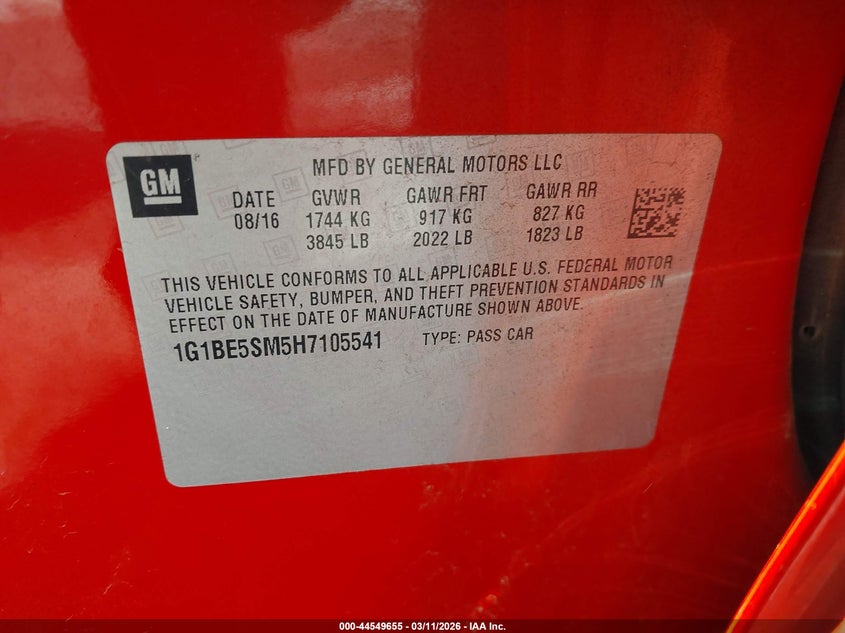 GM
MFD BY GENERAL MOTORS LLC
DATE GVWR GAWR FRT GAWR RR
08/16 1744 KG 917 KG 827 KG
3845 LB 2022 LB 1823 LB
THIS VEHICLE CONFORMS TO ALL APPLICABLE U.S. FEDERAL MOTOR
VEHICLE SAFETY, BUMPER, AND THEFT PREVENTION STANDARDS IN
EFFECT ON THE DATE OF MANUFACTURE SHOWN ABOVE.
1G1BE5SM5H7105541 TYPE: PASS CAR
000-44549655 - 03/11/2026 - IAA Inc.